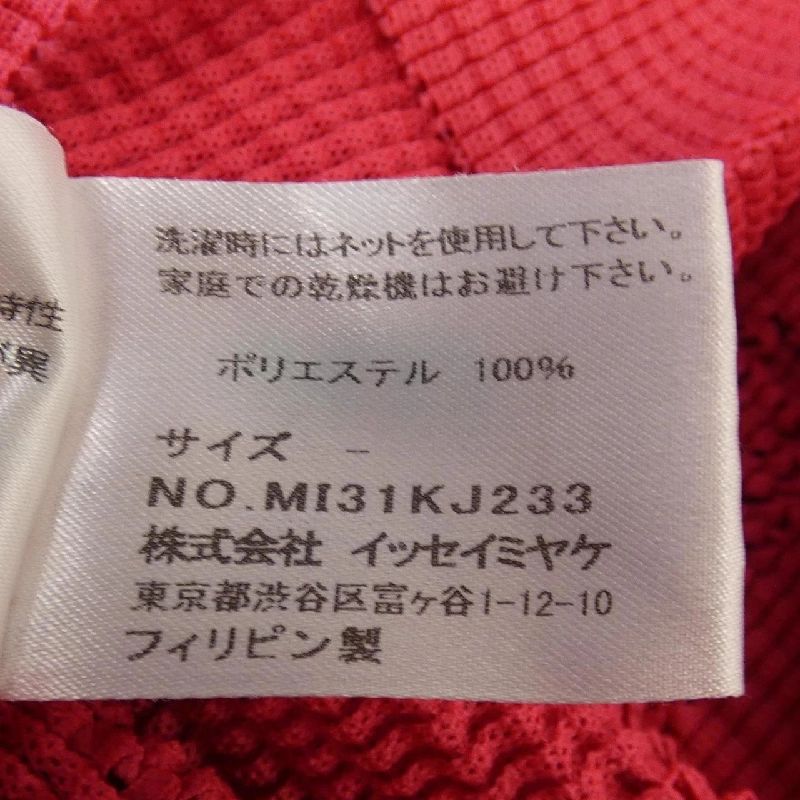 洗濯時にはネットを使用して下さい。
家庭での乾燥機はお避け下さい。
特性
異
ポリエステル 100%
サイズ -
NO.MI31KJ233
株式会社 イッセイミヤケ
東京都渋谷区富ヶ谷1-12-10
フィリピン製